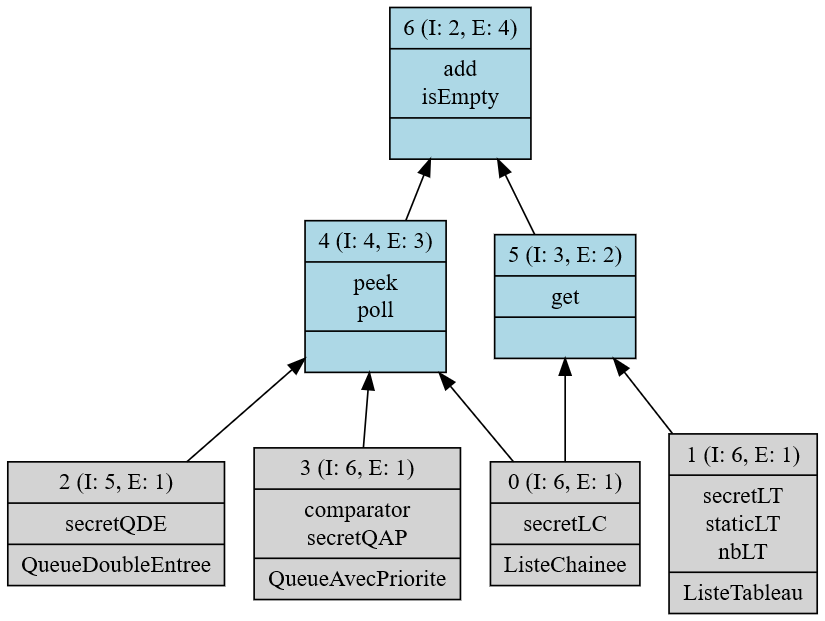 6 (I: 2, E: 4)
add
isEmpty
4 (I: 4, E: 3)
peek
poll
5 (I: 3, E: 2)
get
2 (I: 5, E: 1)
secretQDE
QueueDoubleEntree
3 (I: 6, E: 1)
comparator
secretQAP
QueueAvecPriorite
0 (I: 6, E: 1)
secretLC
ListeChainee
1 (I: 6, E: 1)
secretLT
staticLT
nbLT
ListeTableau